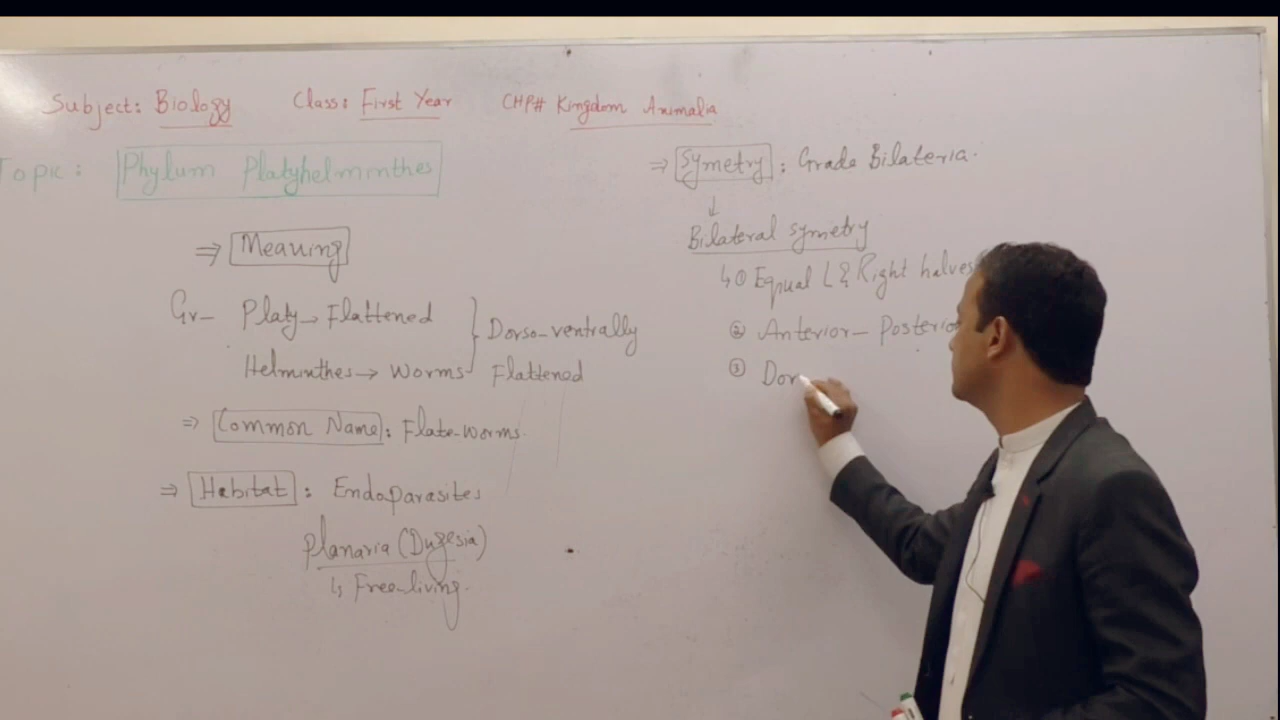 Subject: Biology Class: First Year CHP# Kingdom Animalia
Topic: Phylum Platyhelminthes
⇒ Meaning
Gr- Platy → Flattened
Helminthes → Worms
Dorso-ventrally
Flattened
⇒ Common Name: Flate-worms.
⇒ Habitat: Endoparasites
Planaria (Dugesia)
↳ Free-living.
⇒ Symetry: Grade Bilateria.
↓
Bilateral symetry
↳ ① Equal L & Right halves
② Anterior - Posterior
③ Dor